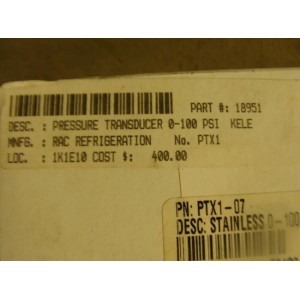 PART #: 18951
DESC. : PRESSURE TRANSDUCER 0-100 PSI KELE
MNFG. : RAC REFRIGERATION No. PTX1
LOC. : 1K1E10 COST $: 400.00
PN: PTX1-07
DESC: STAINLESS 0-100